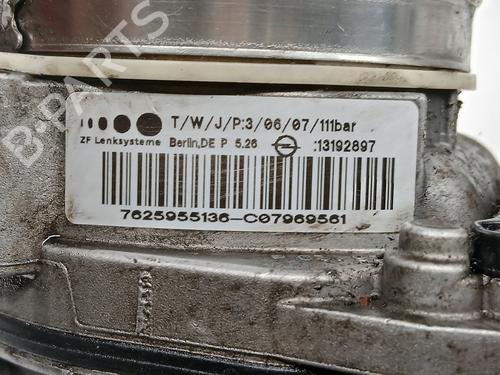 T/W/J/P:3/06/07/111bar
ZF Lenksysteme Berlin,DE P 5.26 :13192897
7625955136-C07969561
B-PARTS